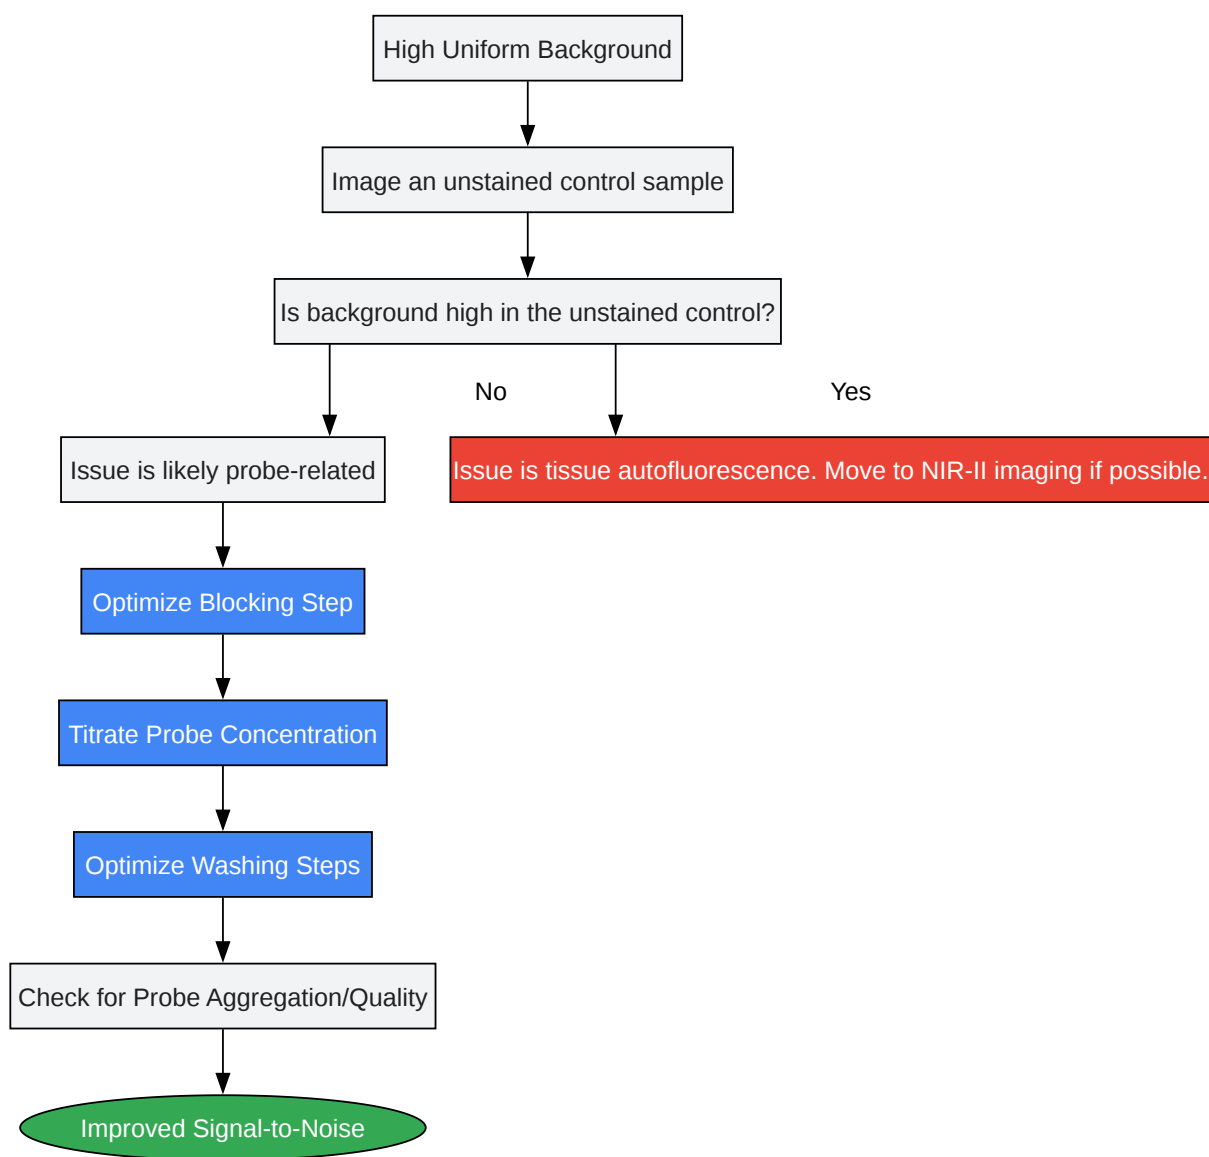 High Uniform Background
Image an unstained control sample
Is background high in the unstained control?
No
Yes
Issue is likely probe-related
Issue is tissue autofluorescence. Move to NIR-II imaging if possible.
Optimize Blocking Step
Titrate Probe Concentration
Optimize Washing Steps
Check for Probe Aggregation/Quality
Improved Signal-to-Noise